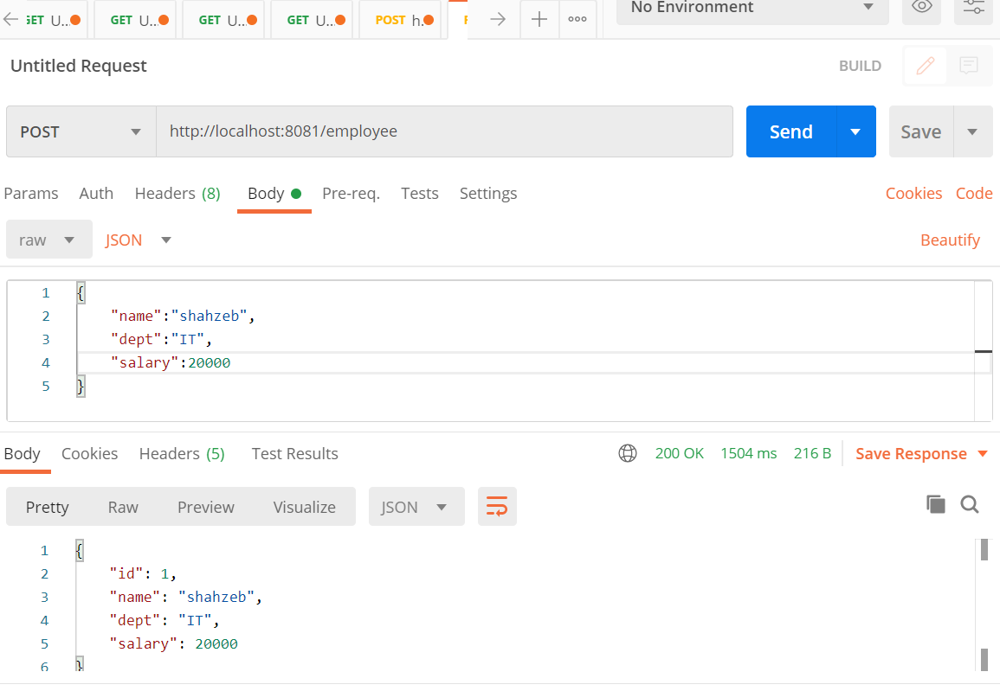 GET U... GET U... GET U... GET U... POST h. No Environment
Untitled Request BUILD
POST http://localhost:8081/employee Send Save
Params Auth Headers (8) Body Pre-req. Tests Settings Cookies Code
raw JSON Beautify
1 {
2 "name":"shahzeb",
3 "dept":"IT",
4 "salary":20000
5 }
Body Cookies Headers (5) Test Results 200 OK 1504 ms 216 B Save Response
Pretty Raw Preview Visualize JSON
1 {
2 "id": 1,
3 "name": "shahzeb",
4 "dept": "IT",
5 "salary": 20000
6 }